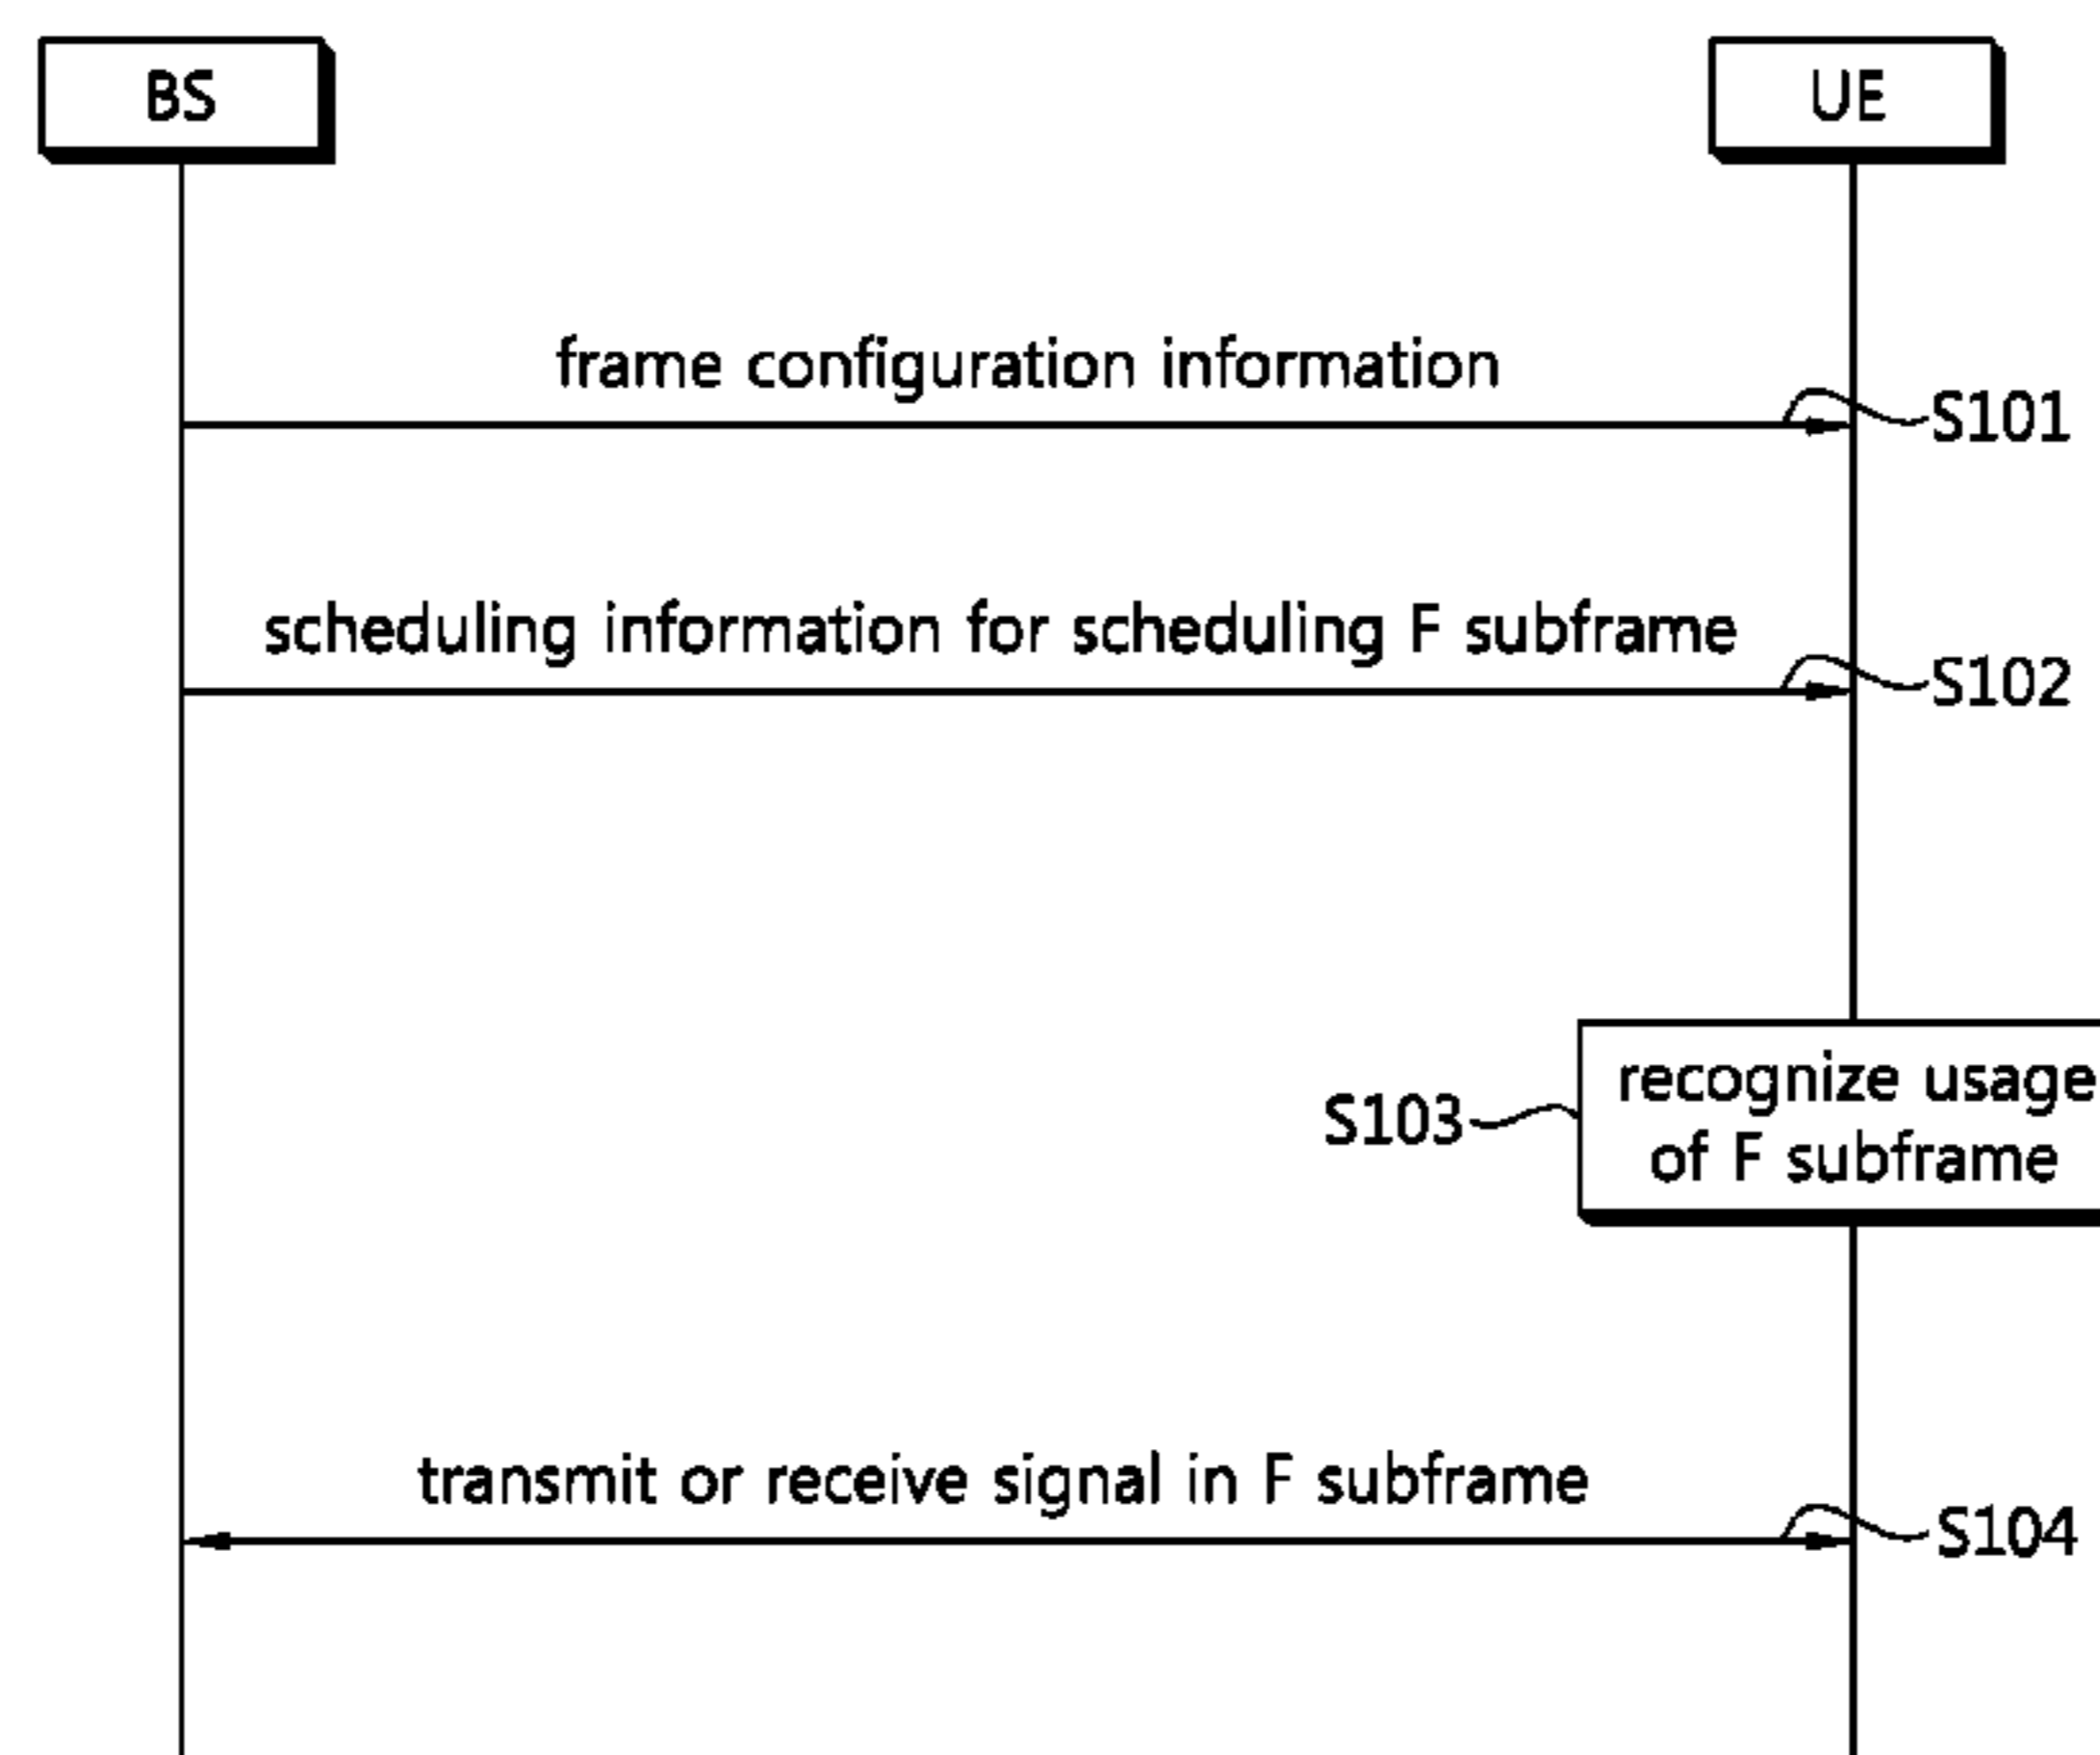 BS
UE
frame configuration information
S101
scheduling information for scheduling F subframe
S102
recognize usage
of F subframe
S103
transmit or receive signal in F subframe
S104